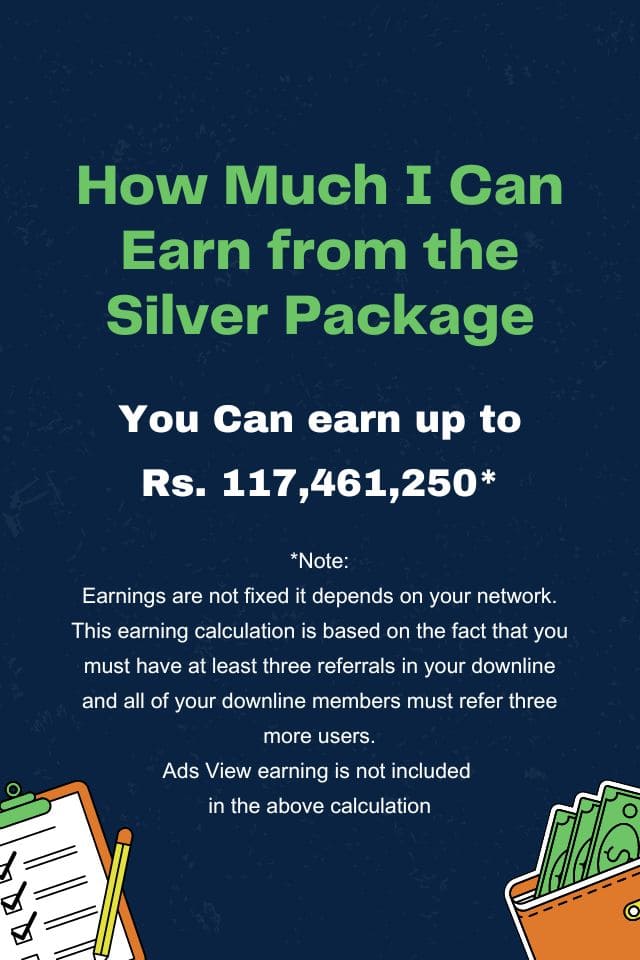 How Much I Can
Earn from the
Silver Package
You Can earn up to
Rs. 117,461,250*
*Note:
Earnings are not fixed it depends on your network.
This earning calculation is based on the fact that you
must have at least three referrals in your downline
and all of your downline members must refer three
more users.
Ads View earning is not included
in the above calculation